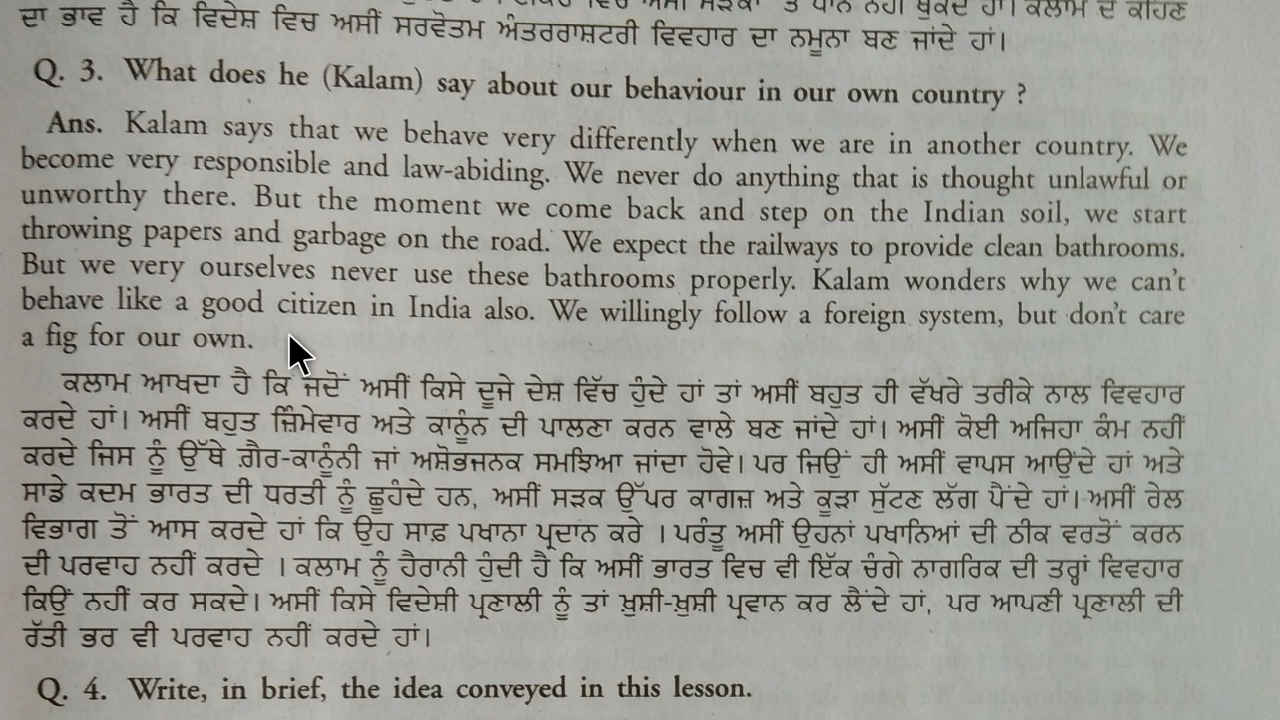 ਸੜਕਾਂ ਤੇ ਪਾਨ ਨਹੀਂ ਥੁੱਕਦੇ ਹਾਂ। ਕਲਾਮ ਦੇ ਕਹਿਣ
ਦਾ ਭਾਵ ਹੈ ਕਿ ਵਿਦੇਸ਼ ਵਿਚ ਅਸੀਂ ਸਰਵੋਤਮ ਅੰਤਰਰਾਸ਼ਟਰੀ ਵਿਵਹਾਰ ਦਾ ਨਮੂਨਾ ਬਣ ਜਾਂਦੇ ਹਾਂ।
Q. 3. What does he (Kalam) say about our behaviour in our own country ?
Ans. Kalam says that we behave very differently when we are in another country. We
become very responsible and law-abiding. We never do anything that is thought unlawful or
unworthy there. But the moment we come back and step on the Indian soil, we start
throwing papers and garbage on the road. We expect the railways to provide clean bathrooms.
But we very ourselves never use these bathrooms properly. Kalam wonders why we can't
behave like a good citizen in India also. We willingly follow a foreign system, but don't care
a fig for our own.
ਕਲਾਮ ਆਖਦਾ ਹੈ ਕਿ ਜਦੋਂ ਅਸੀਂ ਕਿਸੇ ਦੂਜੇ ਦੇਸ਼ ਵਿੱਚ ਹੁੰਦੇ ਹਾਂ ਤਾਂ ਅਸੀਂ ਬਹੁਤ ਹੀ ਵੱਖਰੇ ਤਰੀਕੇ ਨਾਲ ਵਿਵਹਾਰ
ਕਰਦੇ ਹਾਂ। ਅਸੀਂ ਬਹੁਤ ਜ਼ਿੰਮੇਵਾਰ ਅਤੇ ਕਾਨੂੰਨ ਦੀ ਪਾਲਣਾ ਕਰਨ ਵਾਲੇ ਬਣ ਜਾਂਦੇ ਹਾਂ। ਅਸੀਂ ਕੋਈ ਅਜਿਹਾ ਕੰਮ ਨਹੀਂ
ਕਰਦੇ ਜਿਸ ਨੂੰ ਉੱਥੇ ਗ਼ੈਰ-ਕਾਨੂੰਨੀ ਜਾਂ ਅਸ਼ੋਭਜਨਕ ਸਮਝਿਆ ਜਾਂਦਾ ਹੋਵੇ। ਪਰ ਜਿਉਂ ਹੀ ਅਸੀਂ ਵਾਪਸ ਆਉਂਦੇ ਹਾਂ ਅਤੇ
ਸਾਡੇ ਕਦਮ ਭਾਰਤ ਦੀ ਧਰਤੀ ਨੂੰ ਛੂਹੰਦੇ ਹਨ, ਅਸੀਂ ਸੜਕ ਉੱਪਰ ਕਾਗਜ਼ ਅਤੇ ਕੂੜਾ ਸੁੱਟਣ ਲੱਗ ਪੈਂਦੇ ਹਾਂ। ਅਸੀਂ ਰੇਲ
ਵਿਭਾਗ ਤੋਂ ਆਸ ਕਰਦੇ ਹਾਂ ਕਿ ਉਹ ਸਾਫ਼ ਪਖਾਨਾ ਪ੍ਰਦਾਨ ਕਰੇ । ਪਰੰਤੂ ਅਸੀਂ ਉਹਨਾਂ ਪਖਾਨਿਆਂ ਦੀ ਠੀਕ ਵਰਤੋਂ ਕਰਨ
ਦੀ ਪਰਵਾਹ ਨਹੀਂ ਕਰਦੇ । ਕਲਾਮ ਨੂੰ ਹੈਰਾਨੀ ਹੁੰਦੀ ਹੈ ਕਿ ਅਸੀਂ ਭਾਰਤ ਵਿਚ ਵੀ ਇੱਕ ਚੰਗੇ ਨਾਗਰਿਕ ਦੀ ਤਰ੍ਹਾਂ ਵਿਵਹਾਰ
ਕਿਉਂ ਨਹੀਂ ਕਰ ਸਕਦੇ। ਅਸੀਂ ਕਿਸੇ ਵਿਦੇਸ਼ੀ ਪ੍ਰਣਾਲੀ ਨੂੰ ਤਾਂ ਖ਼ੁਸ਼ੀ-ਖ਼ੁਸ਼ੀ ਪ੍ਰਵਾਨ ਕਰ ਲੈਂਦੇ ਹਾਂ, ਪਰ ਆਪਣੀ ਪ੍ਰਣਾਲੀ ਦੀ
ਰੱਤੀ ਭਰ ਵੀ ਪਰਵਾਹ ਨਹੀਂ ਕਰਦੇ ਹਾਂ।
Q. 4. Write, in brief, the idea conveyed in this lesson.